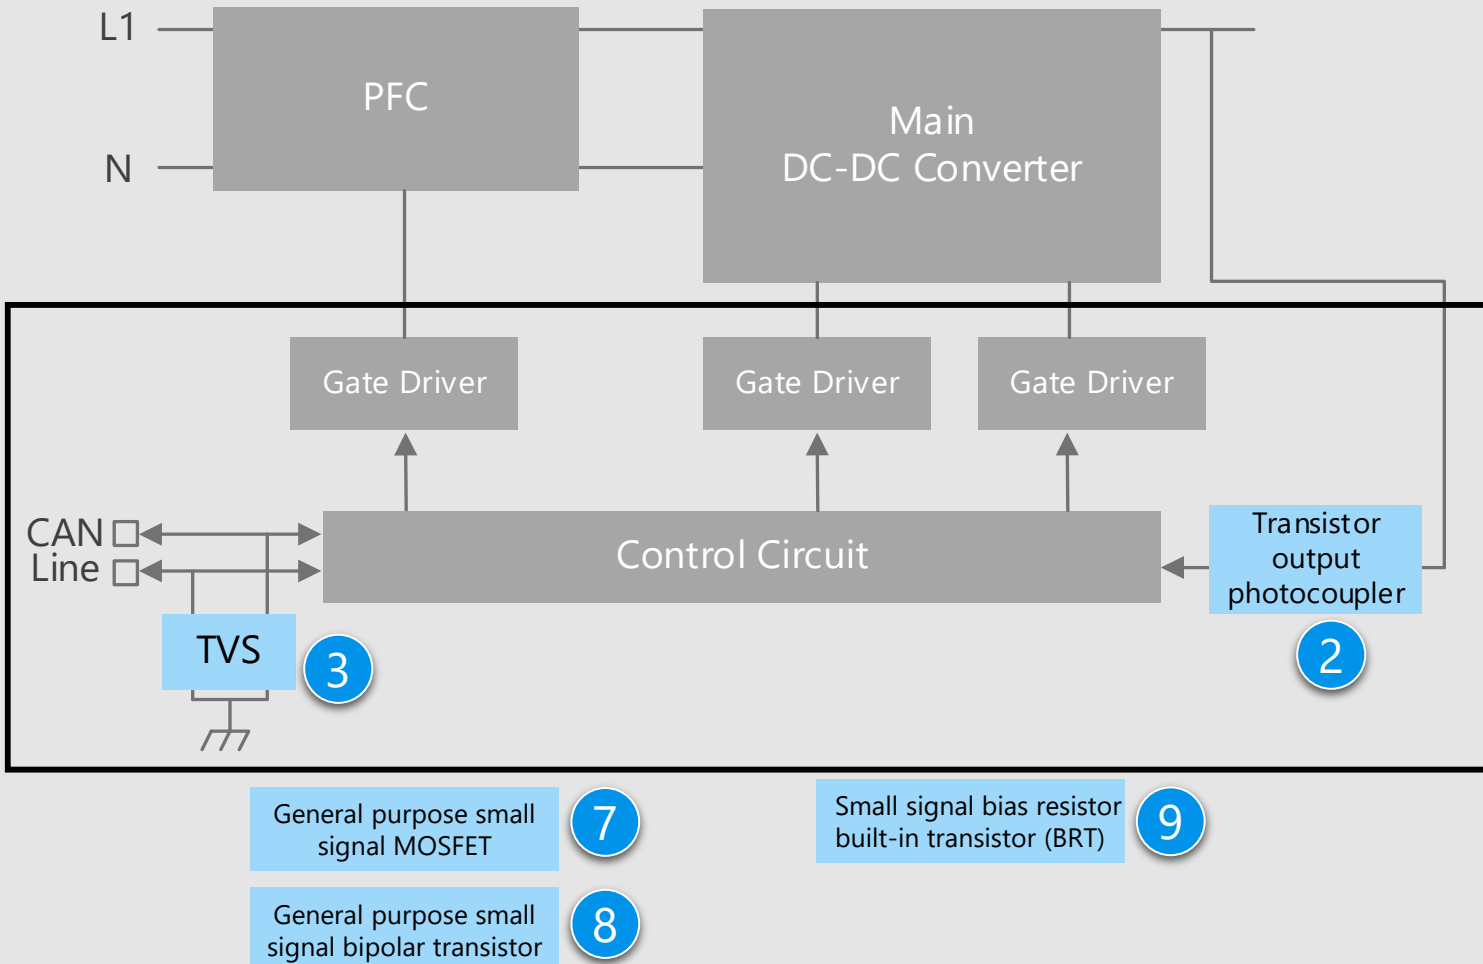 L1
PFC
N
Main
DC-DC Converter
Gate Driver
Gate Driver
Gate Driver
CAN
Line
Control Circuit
Transistor
output
photocoupler
TVS
3
2
General purpose small
signal MOSFET
7
Small signal bias resistor
built-in transistor (BRT)
9
General purpose small
signal bipolar transistor
8